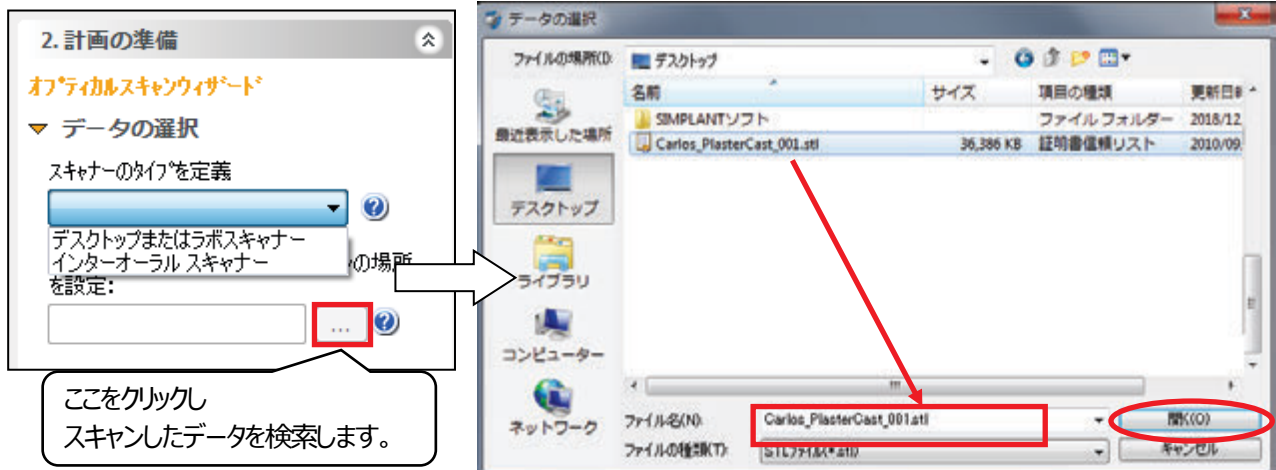 2. 計画の準備
オプティカルスキャンウィザード
データの選択
スキャナーのタイプを定義
デスクトップまたはラボスキャナー
インターオーラル スキャナー
の場所
を設定:
...
ここをクリックし
スキャンしたデータを検索します。
データの選択
ファイルの場所(I):
デスクトップ
名前
サイズ
項目の種類
更新日
SIMPLANTソフト
ファイル フォルダー
2018/12
Carlos_PlasterCast_001.stl
36,386 KB
証明書信頼リスト
2010/09
最近表示した場所
デスクトップ
ライブラリ
コンピューター
ネットワーク
ファイル名(N):
Carlos_PlasterCast_001.stl
開く(O)
ファイルの種類(T):
STLファイル(*.stl)
キャンセル